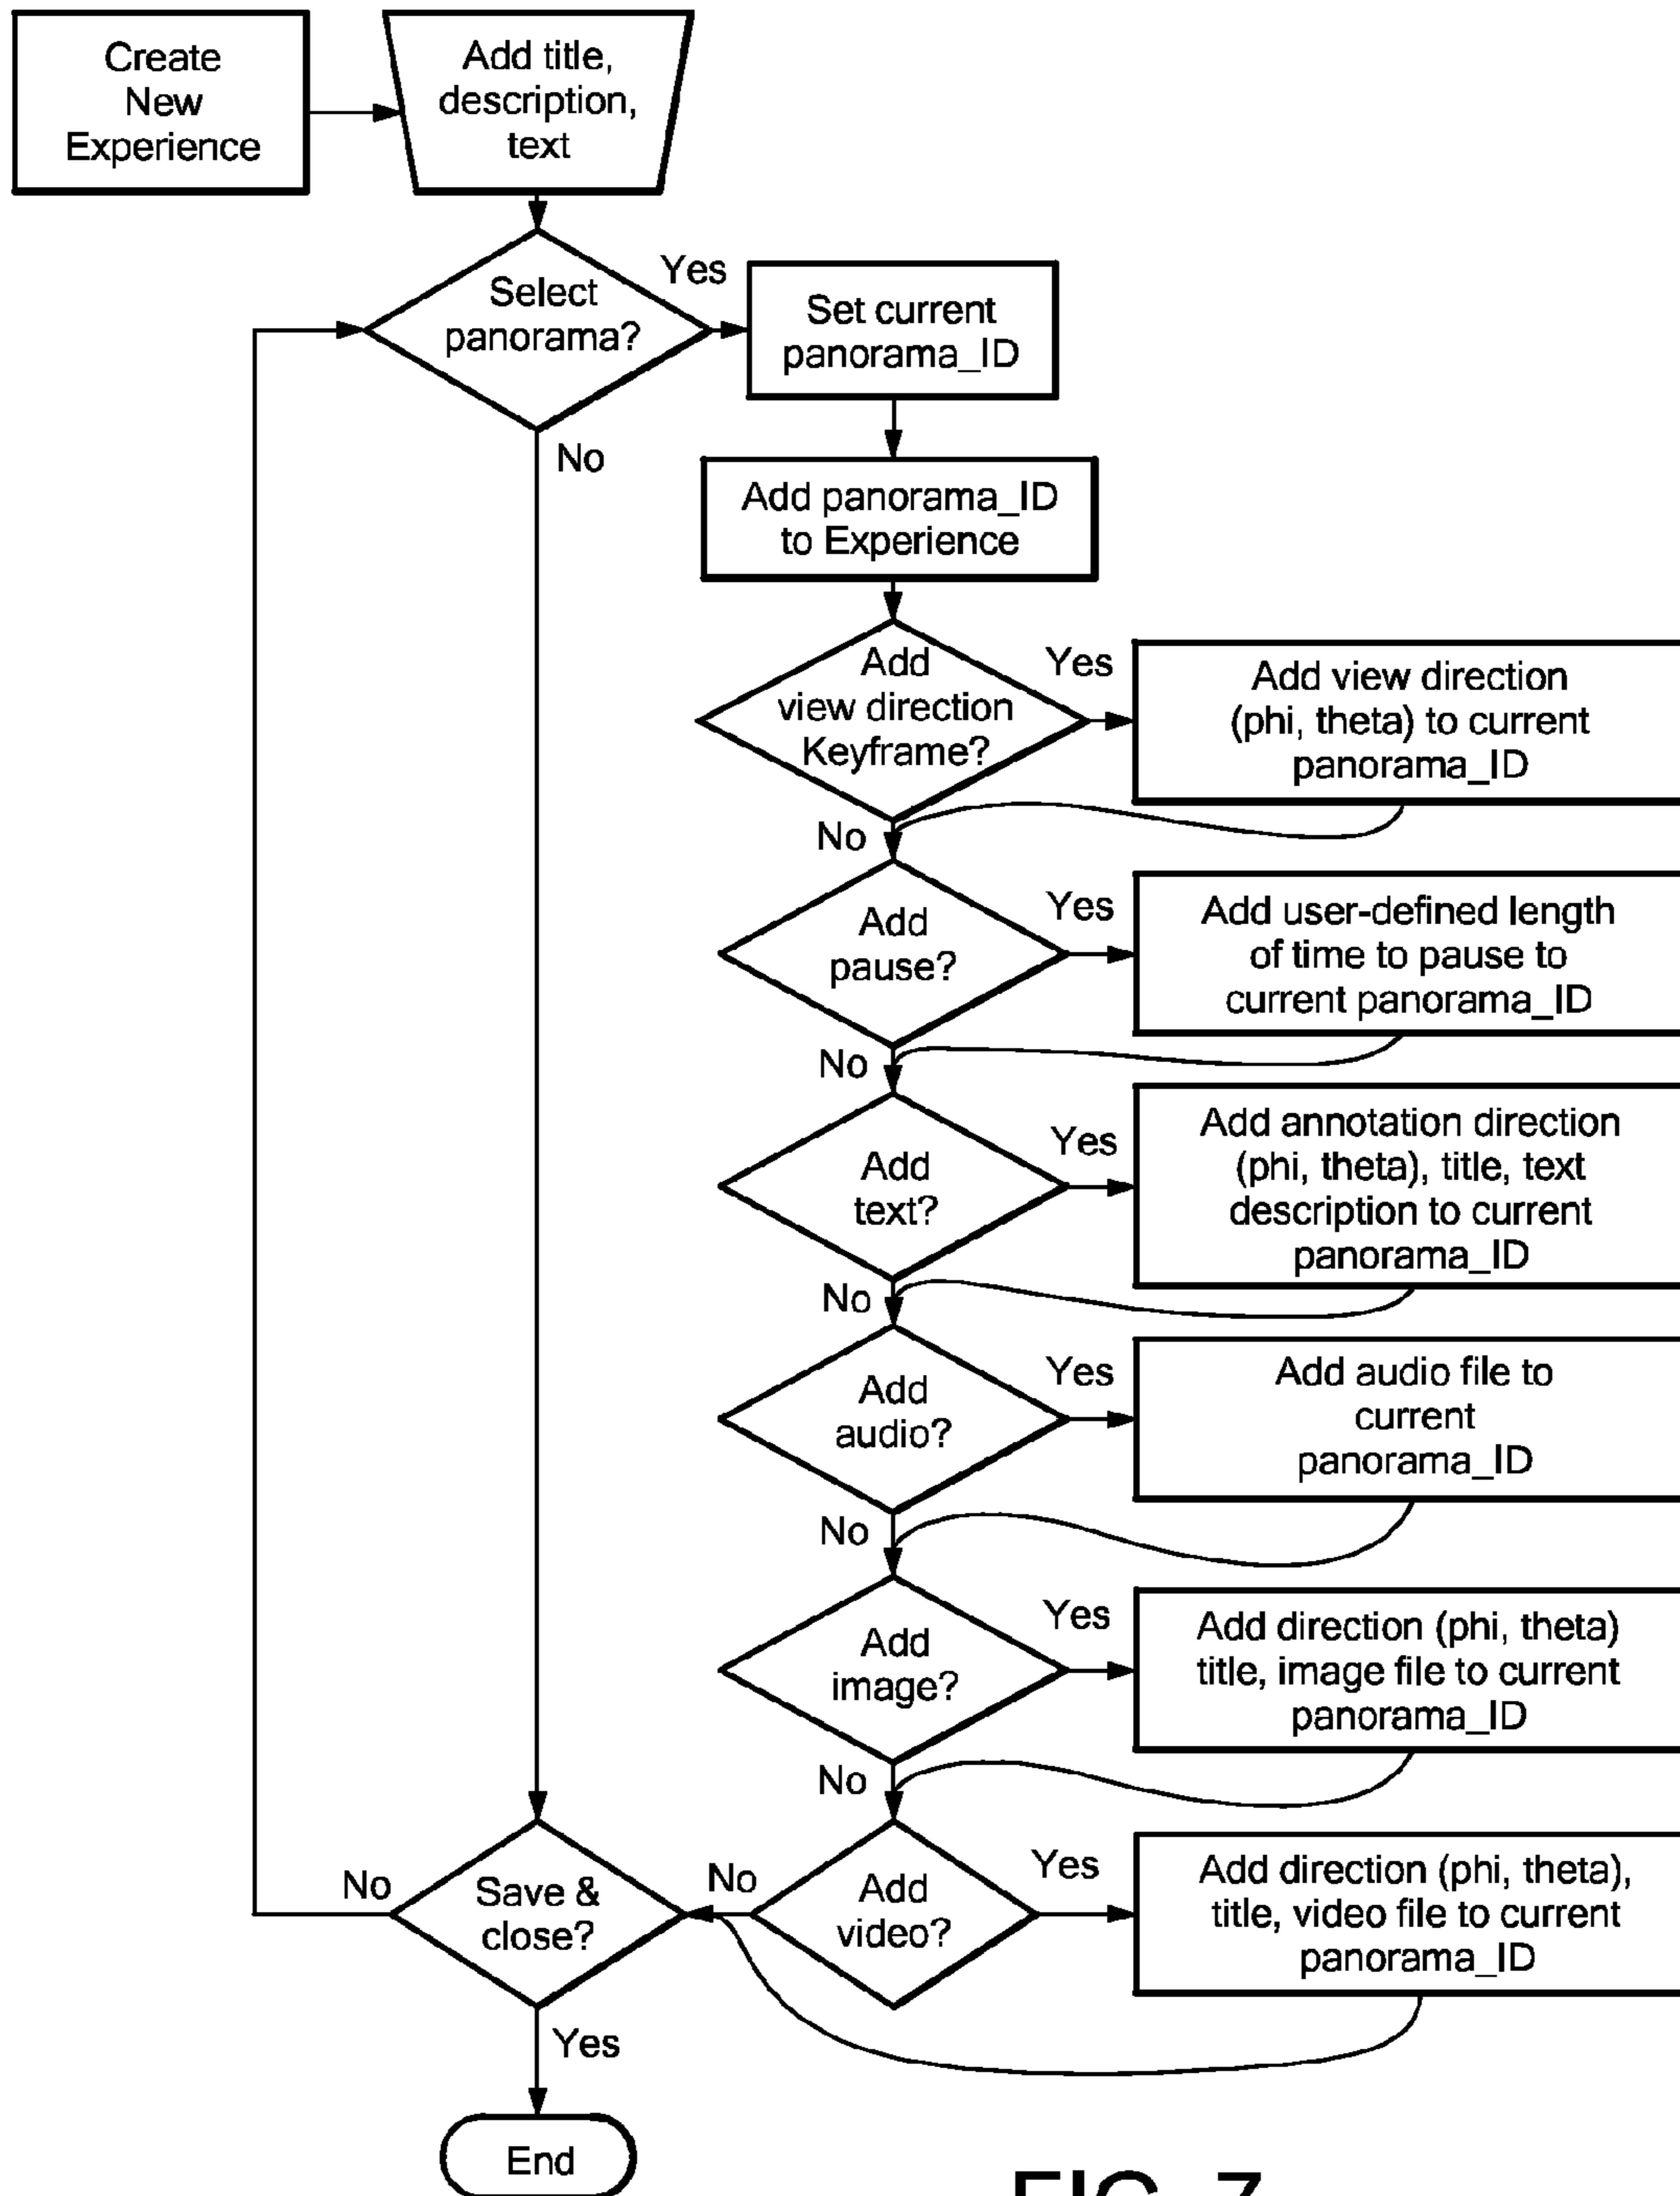 Create
New
Experience
Add title,
description,
text
Select
panorama?
Yes
Set current
panorama_ID
No
Add panorama_ID
to Experience
Add
view direction
Keyframe?
Yes
Add view direction
(phi, theta) to current
panorama_ID
No
Add
pause?
Yes
Add user-defined length
of time to pause to
current panorama_ID
No
Add
text?
Yes
Add annotation direction
(phi, theta), title, text
description to current
panorama_ID
No
Add
audio?
Yes
Add audio file to
current
panorama_ID
No
Add
image?
Yes
Add direction (phi, theta)
title, image file to current
panorama_ID
No
Add
video?
Yes
Add direction (phi, theta),
title, video file to current
panorama_ID
No
Save &
close?
No
Yes
End
FIG. 7